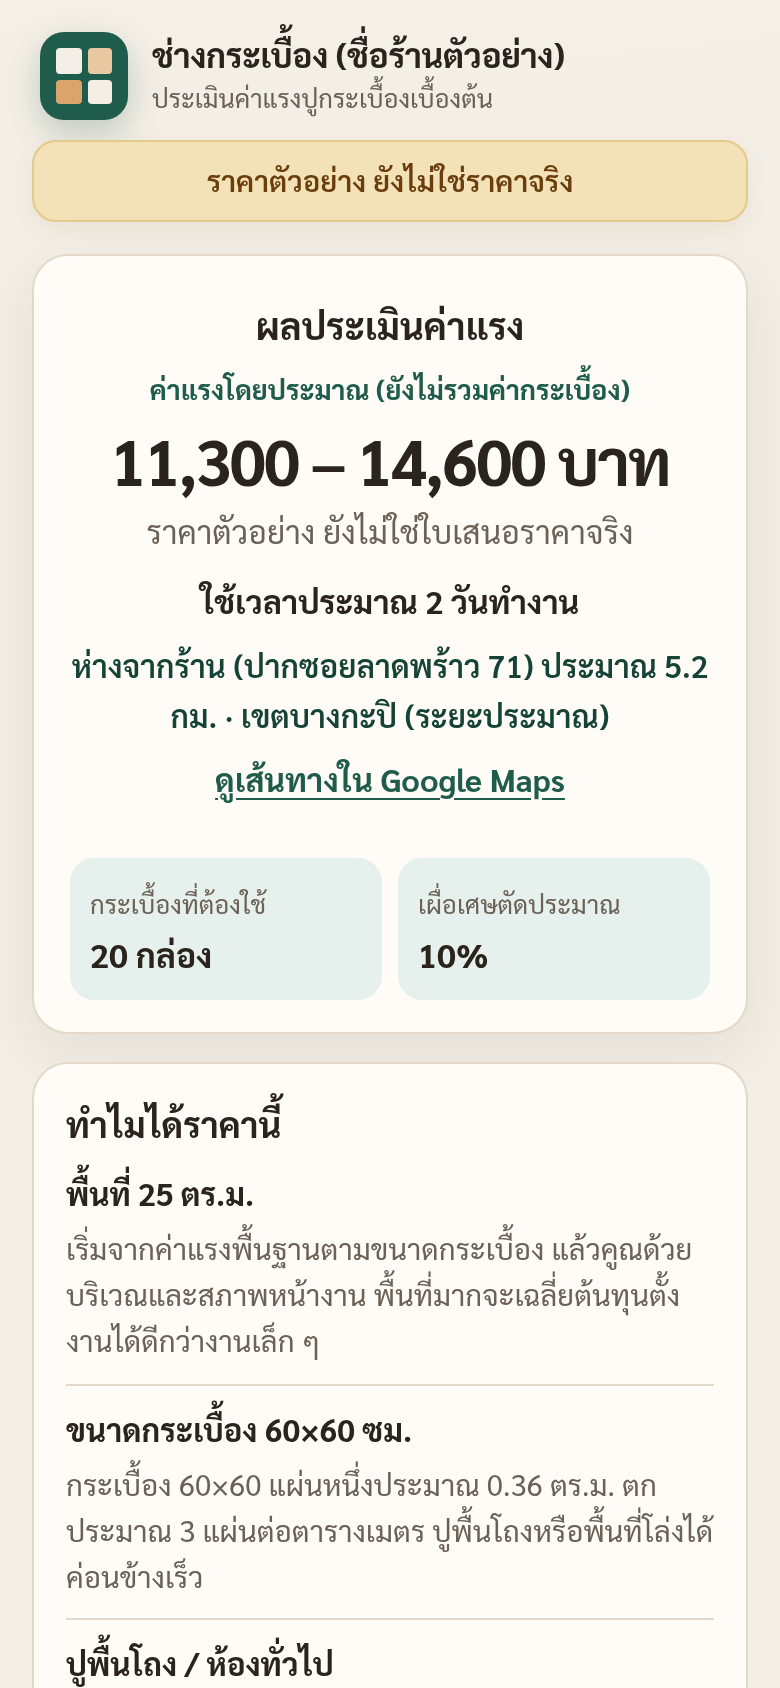 ช่างกระเบื้อง (ชื่อร้านตัวอย่าง)
ประเมินค่าแรงปูกระเบื้องเบื้องต้น
ราคาตัวอย่าง ยังไม่ใช่ราคาจริง
ผลประเมินค่าแรง
ค่าแรงโดยประมาณ (ยังไม่รวมค่ากระเบื้อง)
11,300 – 14,600 บาท
ราคาตัวอย่าง ยังไม่ใช่ใบเสนอราคาจริง
ใช้เวลาประมาณ 2 วันทำงาน
ห่างจากร้าน (ปากซอยลาดพร้าว 71) ประมาณ 5.2
กม. · เขตบางกะปิ (ระยะประมาณ)
ดูเส้นทางใน Google Maps
กระเบื้องที่ต้องใช้
20 กล่อง
เผื่อเศษตัดประมาณ
10%
ทำไมได้ราคานี้
พื้นที่ 25 ตร.ม.
เริ่มจากค่าแรงพื้นฐานตามขนาดกระเบื้อง แล้วคูณด้วย
บริเวณและสภาพหน้างาน พื้นที่มากจะเฉลี่ยต้นทุนตั้ง
งานได้ดีกว่างานเล็ก ๆ
ขนาดกระเบื้อง 60×60 ซม.
กระเบื้อง 60×60 แผ่นหนึ่งประมาณ 0.36 ตร.ม. ตก
ประมาณ 3 แผ่นต่อตารางเมตร ปูพื้นโถงหรือพื้นที่โล่งได้
ค่อนข้างเร็ว
ปูพื้นโถง / ห้องทั่วไป